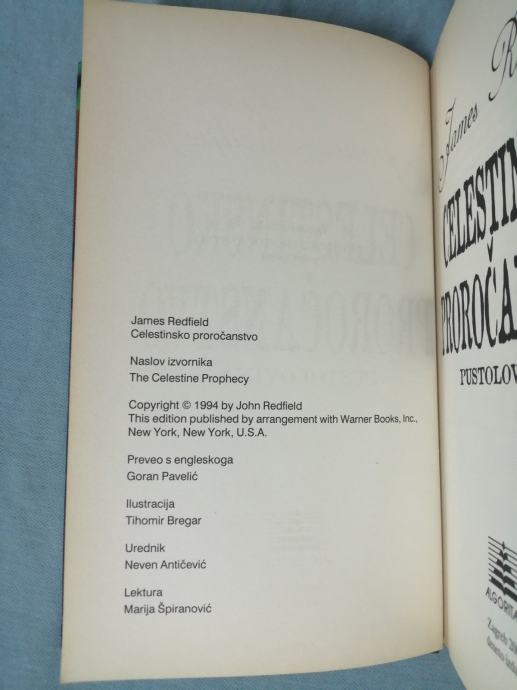 James Redfield
Celestinsko proročanstvo
Naslov izvornika
The Celestine Prophecy
Copyright © 1994 by John Redfield
This edition published by arrangement with Warner Books, Inc.,
New York, New York, U.S.A.
Preveo s engleskoga
Goran Pavelić
Ilustracija
Tihomir Bregar
Urednik
Neven Antičević
Lektura
Marija Špiranović
James
CELESTIN
PROROČA
PUSTOLOV
ALGORITA
Zagreb